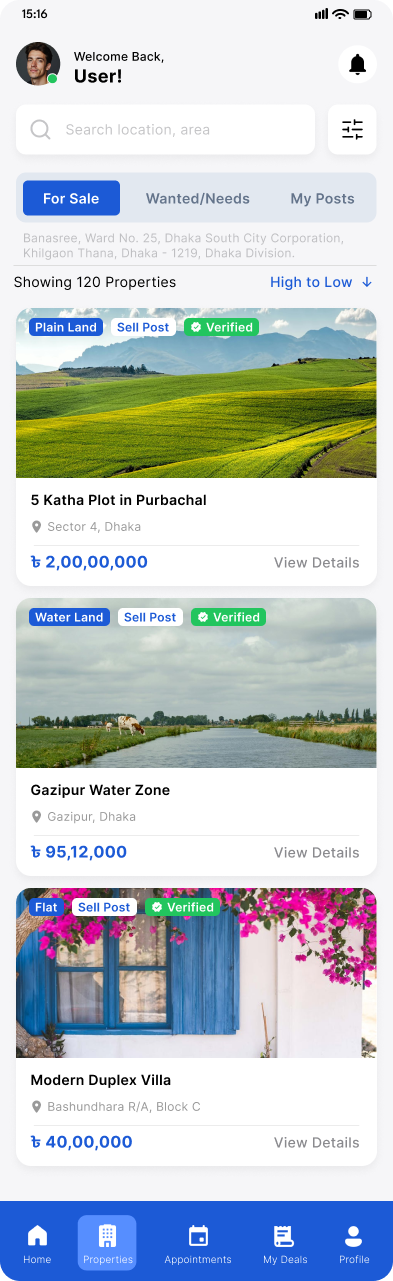 15:16
Welcome Back,
User!
Search location, area
For Sale Wanted/Needs My Posts
Banasree, Ward No. 25, Dhaka South City Corporation,
Khilgaon Thana, Dhaka - 1219, Dhaka Division.
Showing 120 Properties High to Low ↓
Plain Land Sell Post Verified
5 Katha Plot in Purbachal
Sector 4, Dhaka
৳ 2,00,00,000 View Details
Water Land Sell Post Verified
Gazipur Water Zone
Gazipur, Dhaka
৳ 95,12,000 View Details
Flat Sell Post Verified
Modern Duplex Villa
Bashundhara R/A, Block C
৳ 40,00,000 View Details
Home Properties Appointments My Deals Profile